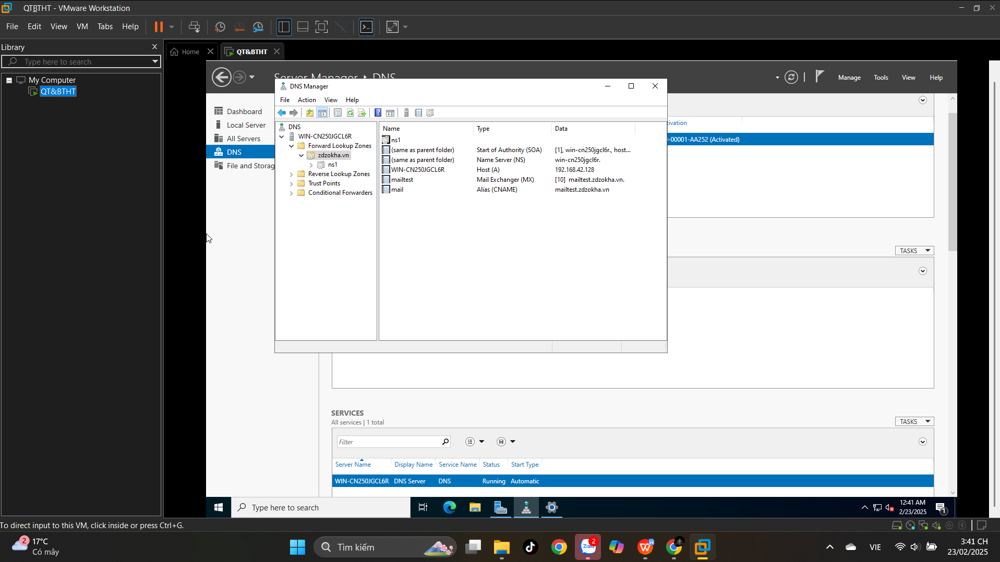 QTBTHT - VMware Workstation
File Edit View VM Tabs Help
Library
Type here to search
My Computer
QT&BTHT
Home
QT&BTHT
Server Manager DNS
Manage Tools View Help
Dashboard
Local Server
All Servers
DNS
File and Storag
DNS Manager
File Action View Help
DNS
WIN-CN250JGCL6R
Forward Lookup Zones
zdzokha.vn
ns1
Reverse Lookup Zones
Trust Points
Conditional Forwarders
Name Type Data
ns1
(same as parent folder) Start of Authority (SOA) [1], win-cn250jgcl6r., host...
(same as parent folder) Name Server (NS) win-cn250jgcl6r.
WIN-CN250JGCL6R Host (A) 192.168.42.128
mailtest Mail Exchanger (MX) [10] mailtest.zdzokha.vn.
mail Alias (CNAME) mailtest.zdzokha.vn
ivation
-00001-AA252 (Activated)
TASKS
SERVICES
All services | 1 total
TASKS
Filter
Server Name Display Name Service Name Status Start Type
WIN-CN250JGCL6R DNS Server DNS Running Automatic
Type here to search
12:41 AM
2/23/2025
1
To direct input to this VM, click inside or press Ctrl+G.
2
17°C
Có mây
Tìm kiếm
Zalo
2
VIE
3:41 CH
23/02/2025